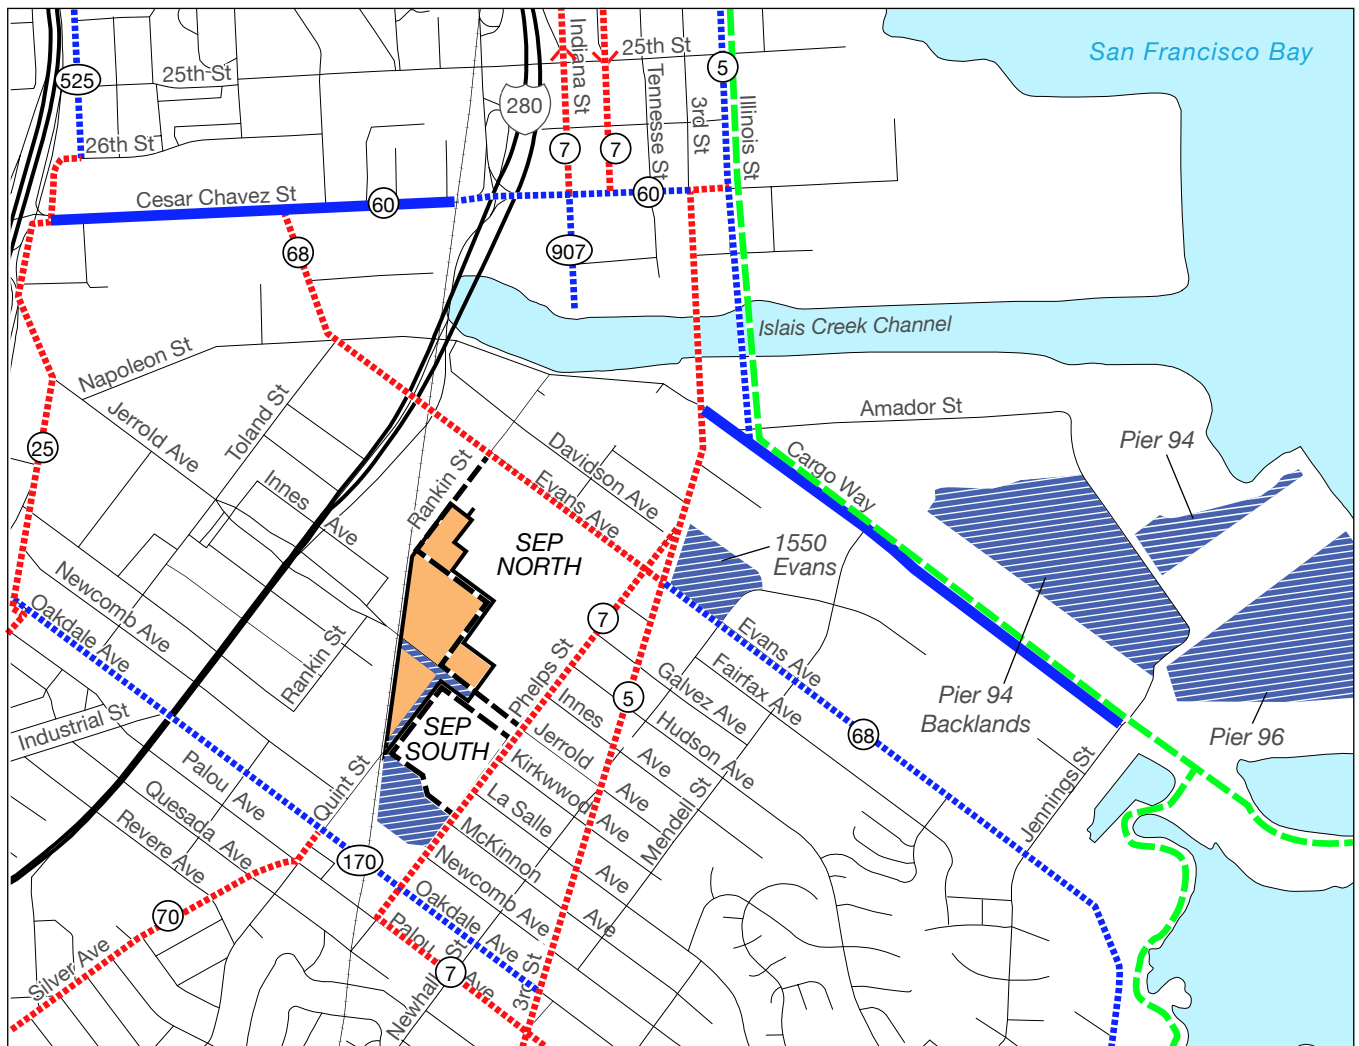 San Francisco Bay
25th St
525
25th St
280
5
Indiana St
Tennesse St
3rd St
Illinois St
26th St
7
7
Cesar Chavez St
60
60
68
907
Islais Creek Channel
Napoleon St
Toland St
Jerrold Ave
Amador St
Pier 94
25
Rankin St
Davidson Ave
Cargo Way
Innes Ave
Evans Ave
SEP
NORTH
1550
Evans
Newcomb Ave
Oakdale Ave
Rankin St
7
Evans Ave
Phelps St
Galvez Ave
Fairfax Ave
5
Pier 94
Backlands
Industrial St
SEP
SOUTH
Innes Ave
Hudson Ave
68
Pier 96
Jerrold Ave
Palou Ave
Quint St
Kirkwood Ave
Quesada Ave
La Salle Ave
Mendell St
Jennings St
Revere Ave
McKinnon Ave
170
Newcomb Ave
70
Oakdale Ave
Palou Ave
Silver Ave
7
Newhall St
3rd St